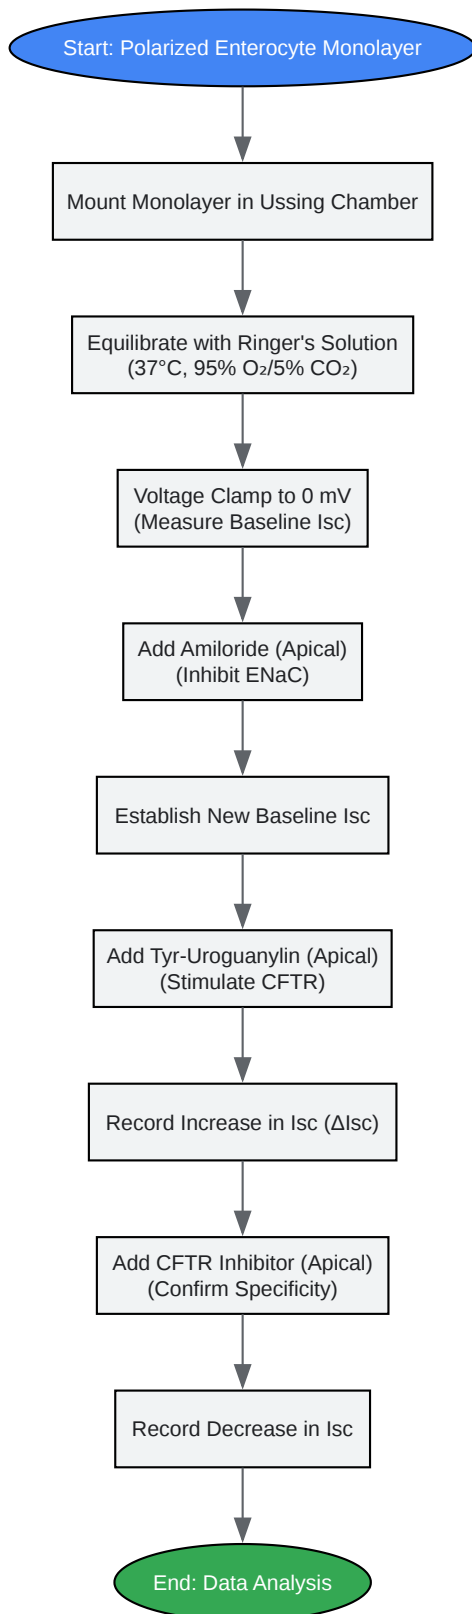 Start: Polarized Enterocyte Monolayer
Mount Monolayer in Ussing Chamber
Equilibrate with Ringer's Solution
(37°C, 95% O₂/5% CO₂)
Voltage Clamp to 0 mV
(Measure Baseline Isc)
Add Amiloride (Apical)
(Inhibit ENaC)
Establish New Baseline Isc
Add Tyr-Uroguanylin (Apical)
(Stimulate CFTR)
Record Increase in Isc (ΔIsc)
Add CFTR Inhibitor (Apical)
(Confirm Specificity)
Record Decrease in Isc
End: Data Analysis